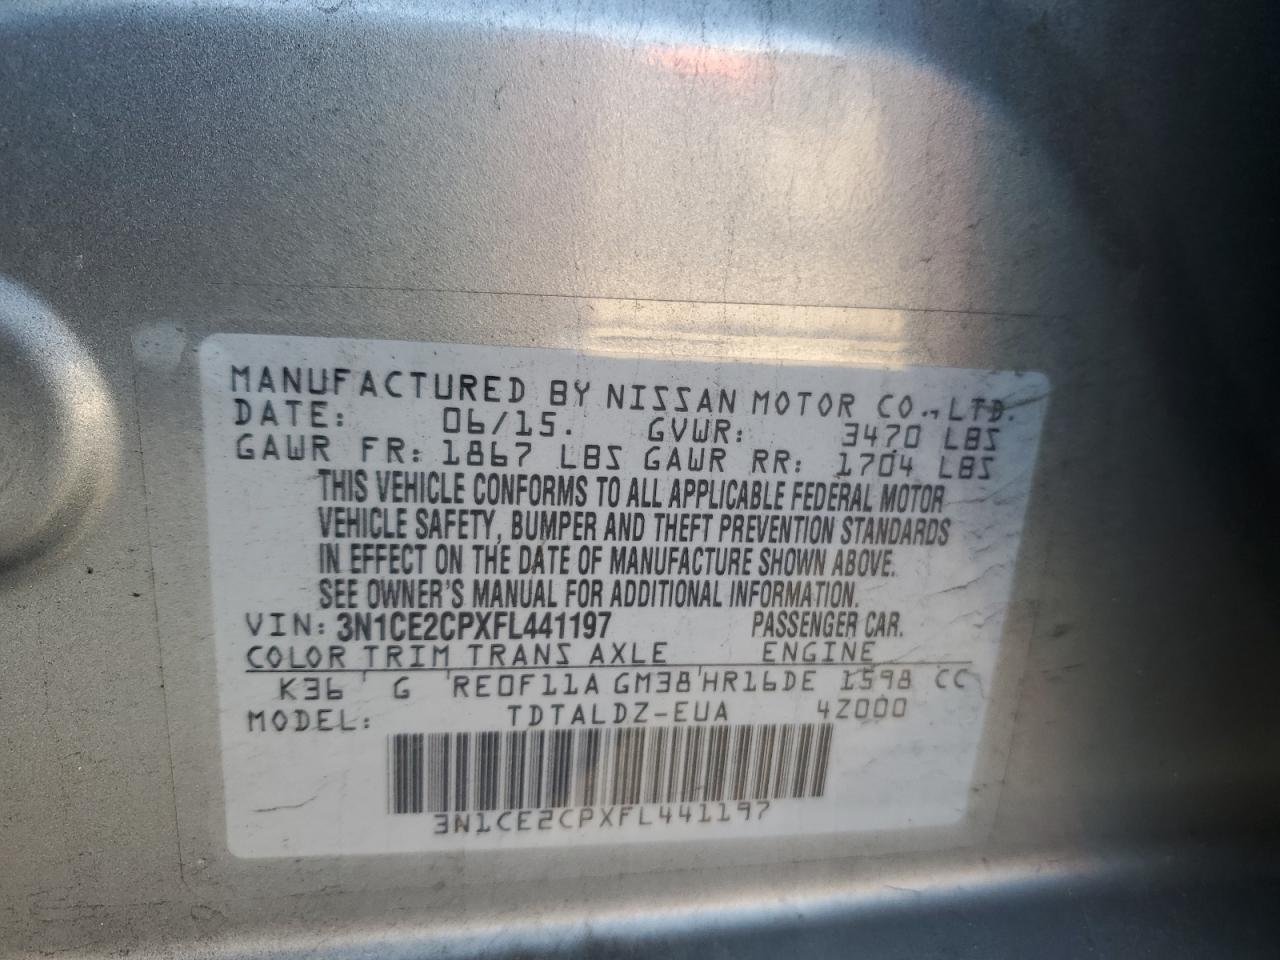 MANUFACTURED BY NISSAN MOTOR CO., LTD.
DATE: 06/15. GVWR: 3470 LBS
GAWR FR: 1867 LBS GAWR RR: 1704 LBS
THIS VEHICLE CONFORMS TO ALL APPLICABLE FEDERAL MOTOR
VEHICLE SAFETY, BUMPER AND THEFT PREVENTION STANDARDS
IN EFFECT ON THE DATE OF MANUFACTURE SHOWN ABOVE.
SEE OWNER'S MANUAL FOR ADDITIONAL INFORMATION.
VIN: 3N1CE2CPXFL441197 PASSENGER CAR.
COLOR TRIM TRANS AXLE ENGINE
K36 G RE0F11A GM38 HR16DE 1598 CC
MODEL: TDTALDZ-EUA 4Z000
3N1CE2CPXFL441197